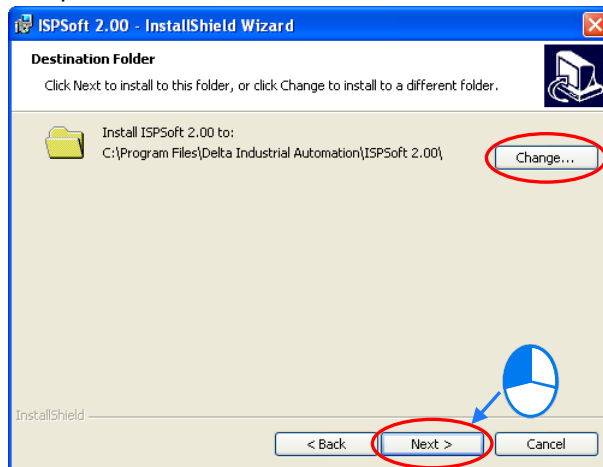 ISPSoft 2.00 - InstallShield Wizard
Destination Folder
Click Next to install to this folder, or click Change to install to a different folder.
Install ISPSoft 2.00 to:
C:\Program Files\Delta Industrial Automation\ISPSoft 2.00\
Change...
InstallShield
< Back
Next >
Cancel